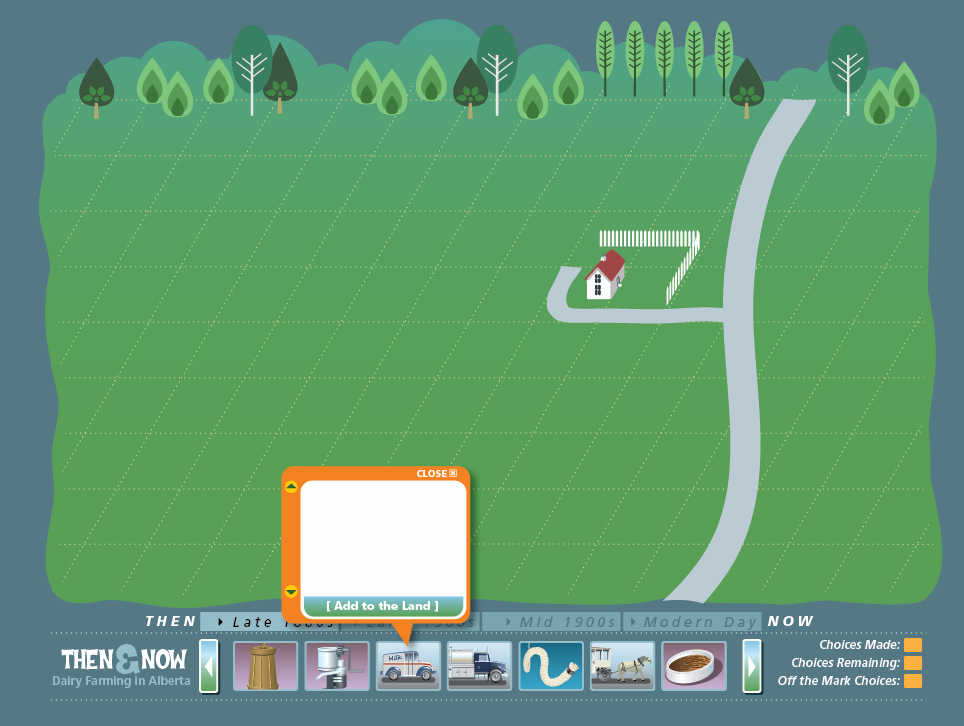 CLOSE
[ Add to the Land ]
THEN
Late 1800s
1900s
Mid 1900s
Modern Day
NOW
Milk
THEN & NOW
Dairy Farming in Alberta
Choices Made:
Choices Remaining:
Off the Mark Choices: